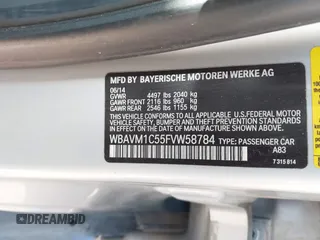 MFD BY BAYERISCHE MOTOREN WERKE AG
06/14
GVWR 4497 lbs 2040 kg
GAWR FRONT 2116 lbs 960 kg
GAWR REAR 2546 lbs 1155 kg
THIS VEHICLE CONFORMS TO ALL APPLICABLE U.S. FEDERAL MOTOR
VEHICLE SAFETY, BUMPER, AND THEFT PREVENTION STANDARDS IN
EFFECT ON THE DATE OF MANUFACTURE SHOWN ABOVE.
WBAVM1C55FVW58784 TYPE: PASSENGER CAR
A83
7 315 814
DREAMBID